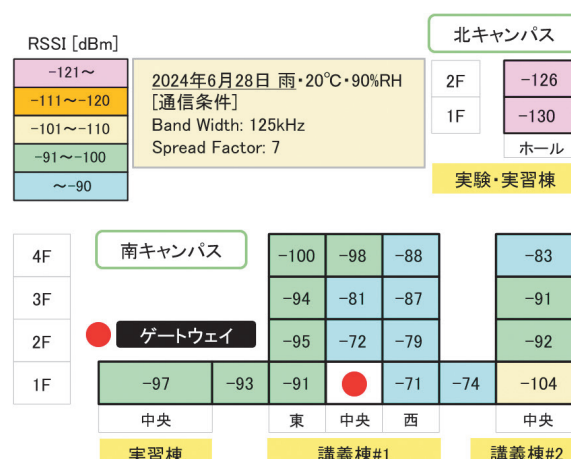 RSSI [dBm]
-121~
-111~-120
-101~-110
-91~-100
~-90
2024年6月28日 雨・20℃・90%RH
[通信条件]
Band Width: 125kHz
Spread Factor: 7
北キャンパス
2F -126
1F -130
ホール
実験・実習棟
南キャンパス
4F -100 -98 -88 -83
3F -94 -81 -87 -91
2F ゲートウェイ -95 -72 -79 -92
1F -97 -93 -91 -71 -74 -104
中央 東 中央 西 中央
実習棟 講義棟#1 講義棟#2